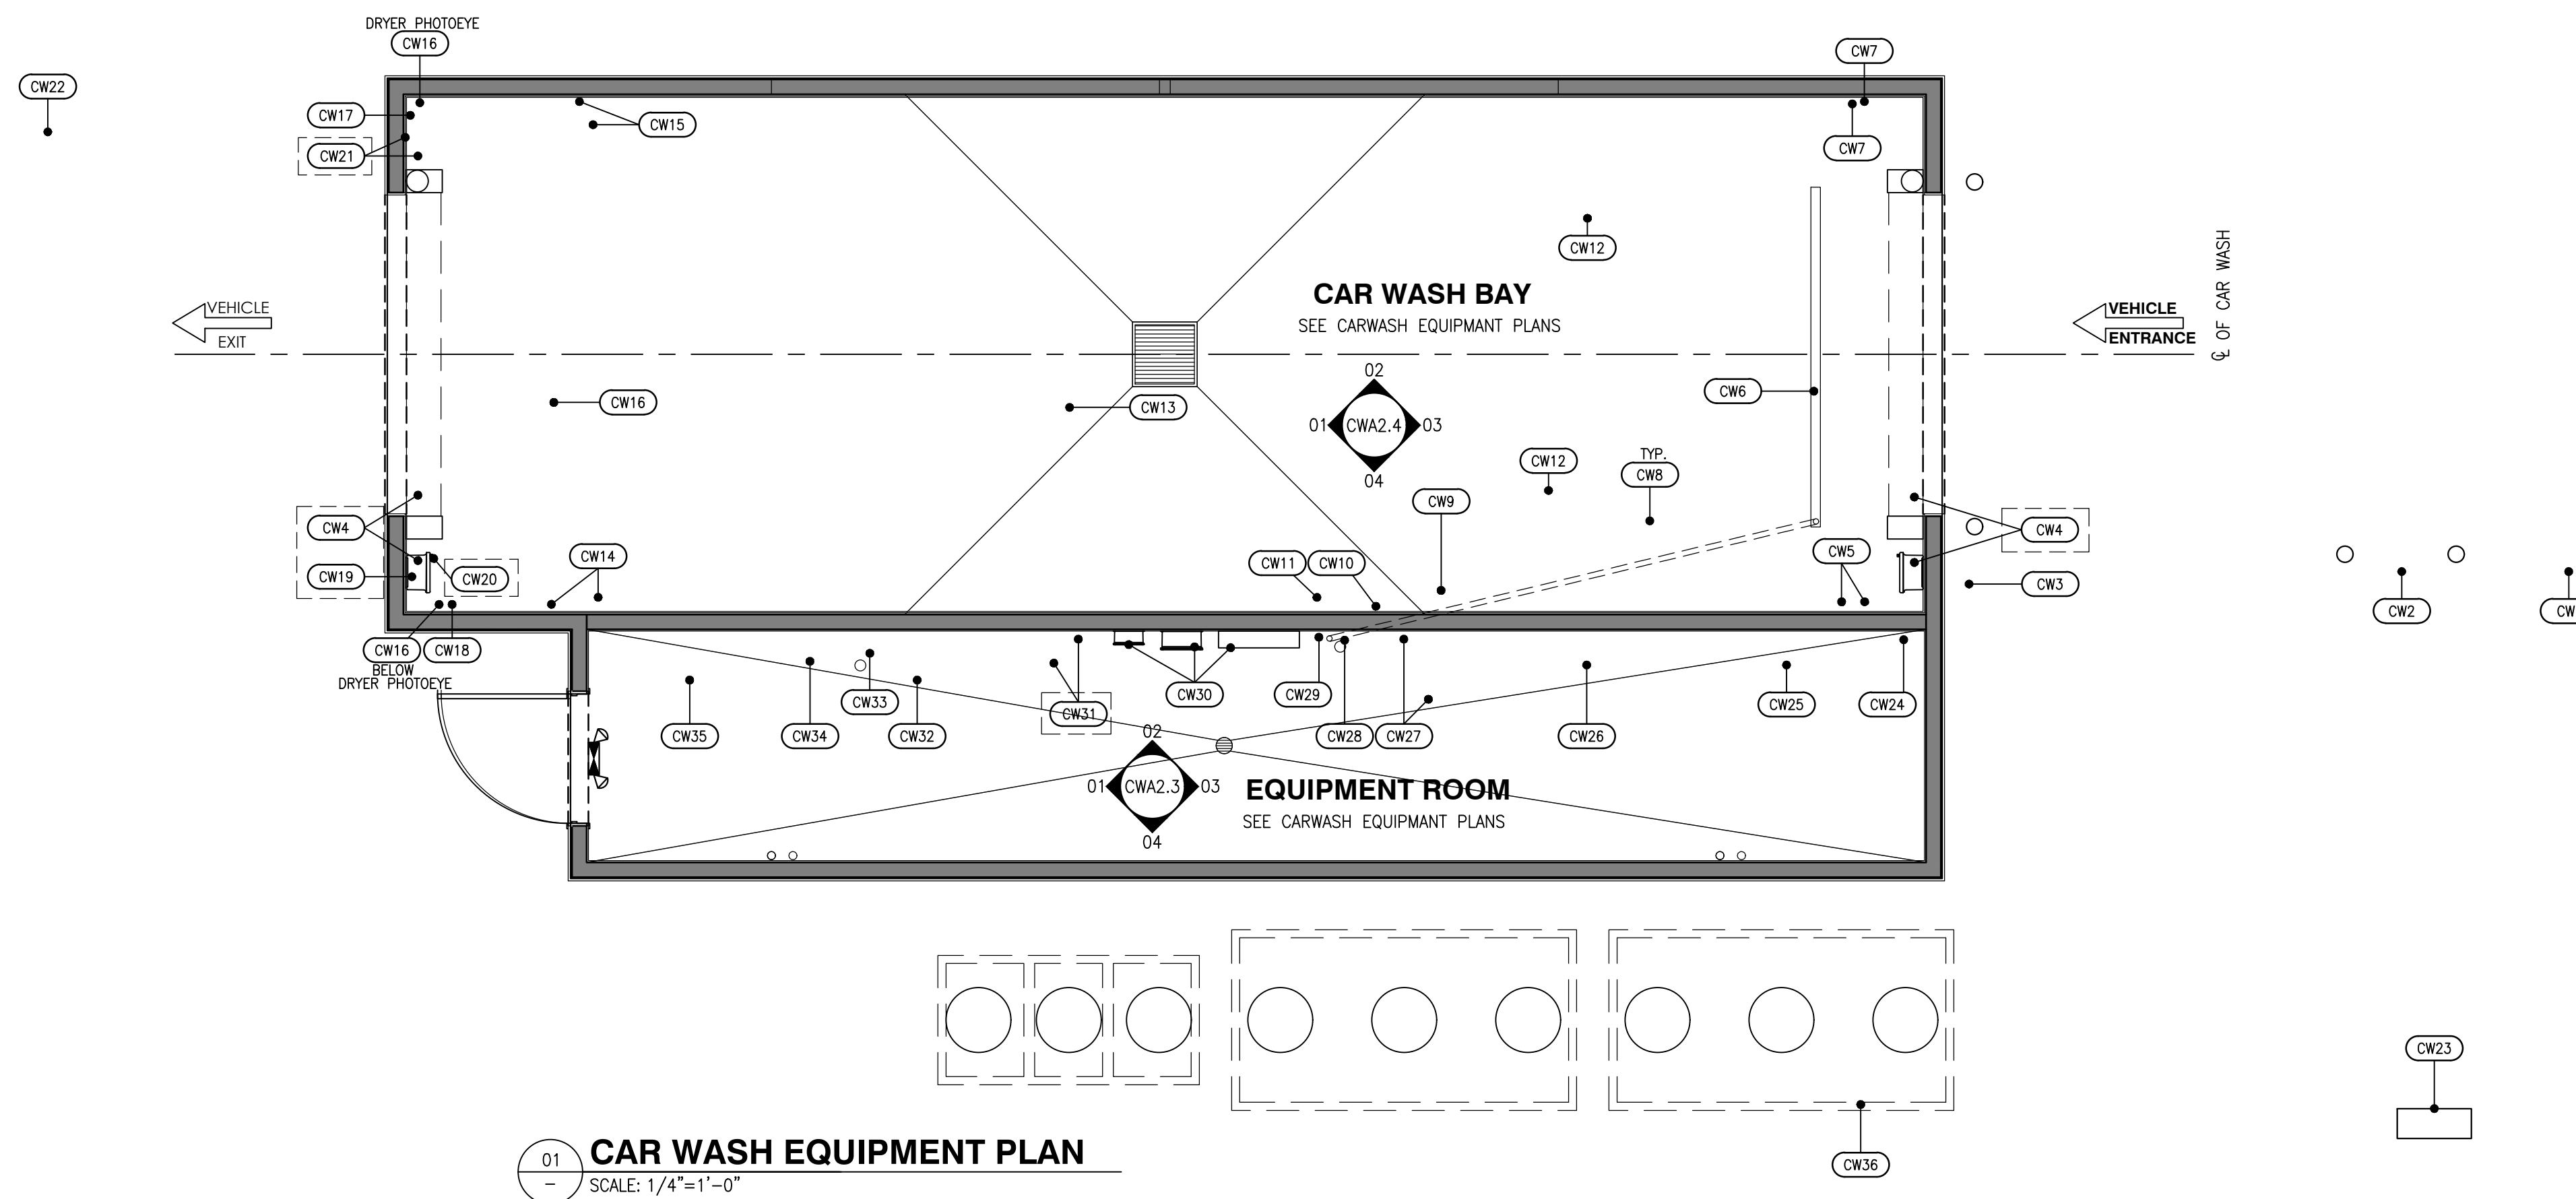 DRYER PHOTOEYE
CW16
CW7
CW22
CW17
CW15
CW21
CW7
CW12
CAR WASH BAY
SEE CARWASH EQUIPMANT PLANS
VEHICLE
EXIT
VEHICLE
ENTRANCE
℄ OF CAR WASH
CW16
CW13
02
01 CWA2.4 03
04
CW6
CW12
TYP.
CW8
CW9
CW4
CW4
CW19
CW20
CW14
CW11
CW10
CW5
CW3
CW2
CW
CW16
BELOW
DRYER PHOTOEYE
CW18
CW35
CW34
CW33
CW32
CW31
CW30
CW29
CW28
CW27
CW26
CW25
CW24
02
01 CWA2.3 03
04
EQUIPMENT ROOM
SEE CARWASH EQUIPMANT PLANS
CW23
CW36
01
–
CAR WASH EQUIPMENT PLAN
SCALE: 1/4"=1'-0"